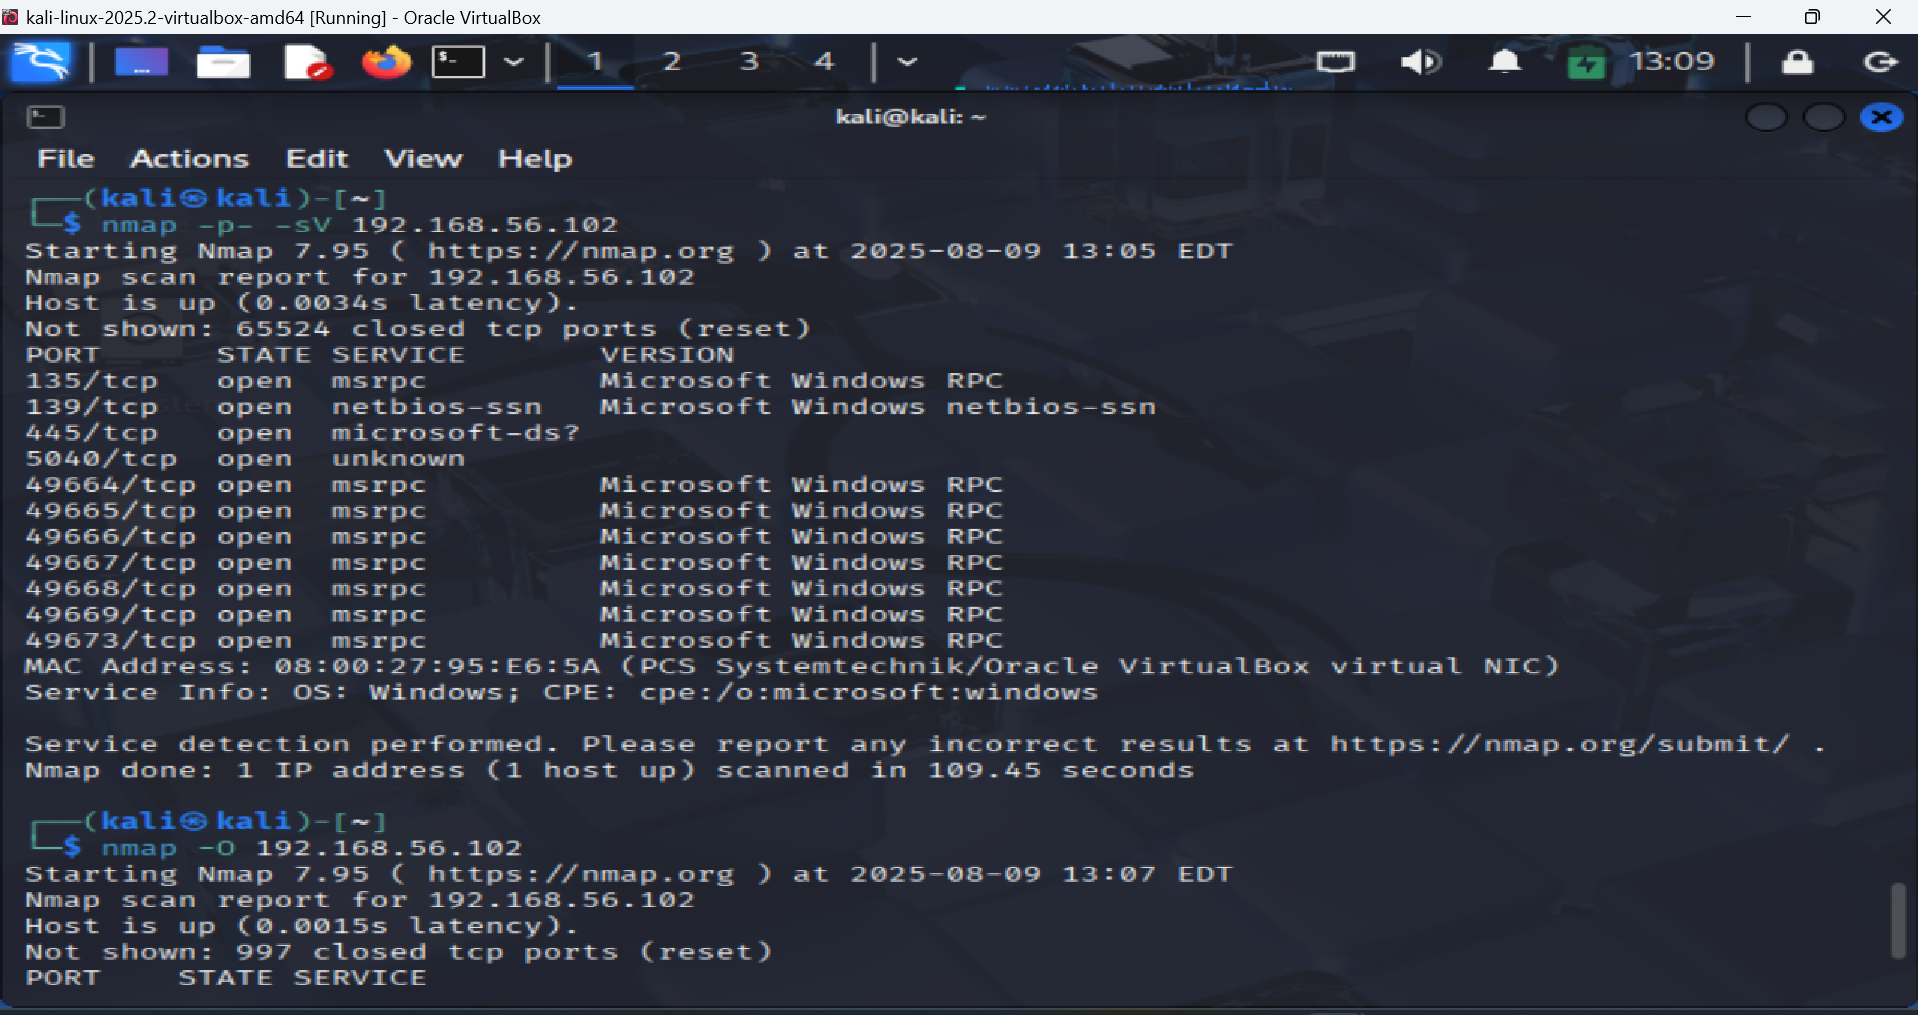 kali-linux-2025.2-virtualbox-amd64 [Running] - Oracle VirtualBox
1 2 3 4 13:09
kali@kali: ~
File Actions Edit View Help
┌──(kali㉿kali)-[~]
└─$ nmap -p- -sV 192.168.56.102
Starting Nmap 7.95 ( https://nmap.org ) at 2025-08-09 13:05 EDT
Nmap scan report for 192.168.56.102
Host is up (0.0034s latency).
Not shown: 65524 closed tcp ports (reset)
PORT      STATE SERVICE       VERSION
135/tcp   open  msrpc         Microsoft Windows RPC
139/tcp   open  netbios-ssn   Microsoft Windows netbios-ssn
445/tcp   open  microsoft-ds?
5040/tcp  open  unknown
49664/tcp open  msrpc         Microsoft Windows RPC
49665/tcp open  msrpc         Microsoft Windows RPC
49666/tcp open  msrpc         Microsoft Windows RPC
49667/tcp open  msrpc         Microsoft Windows RPC
49668/tcp open  msrpc         Microsoft Windows RPC
49669/tcp open  msrpc         Microsoft Windows RPC
49673/tcp open  msrpc         Microsoft Windows RPC
MAC Address: 08:00:27:95:E6:5A (PCS Systemtechnik/Oracle VirtualBox virtual NIC)
Service Info: OS: Windows; CPE: cpe:/o:microsoft:windows
Service detection performed. Please report any incorrect results at https://nmap.org/submit/ .
Nmap done: 1 IP address (1 host up) scanned in 109.45 seconds
┌──(kali㉿kali)-[~]
└─$ nmap -O 192.168.56.102
Starting Nmap 7.95 ( https://nmap.org ) at 2025-08-09 13:07 EDT
Nmap scan report for 192.168.56.102
Host is up (0.0015s latency).
Not shown: 997 closed tcp ports (reset)
PORT    STATE SERVICE